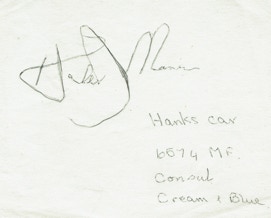 Hanks car
6574 MF.
Consul
Cream & Blue.